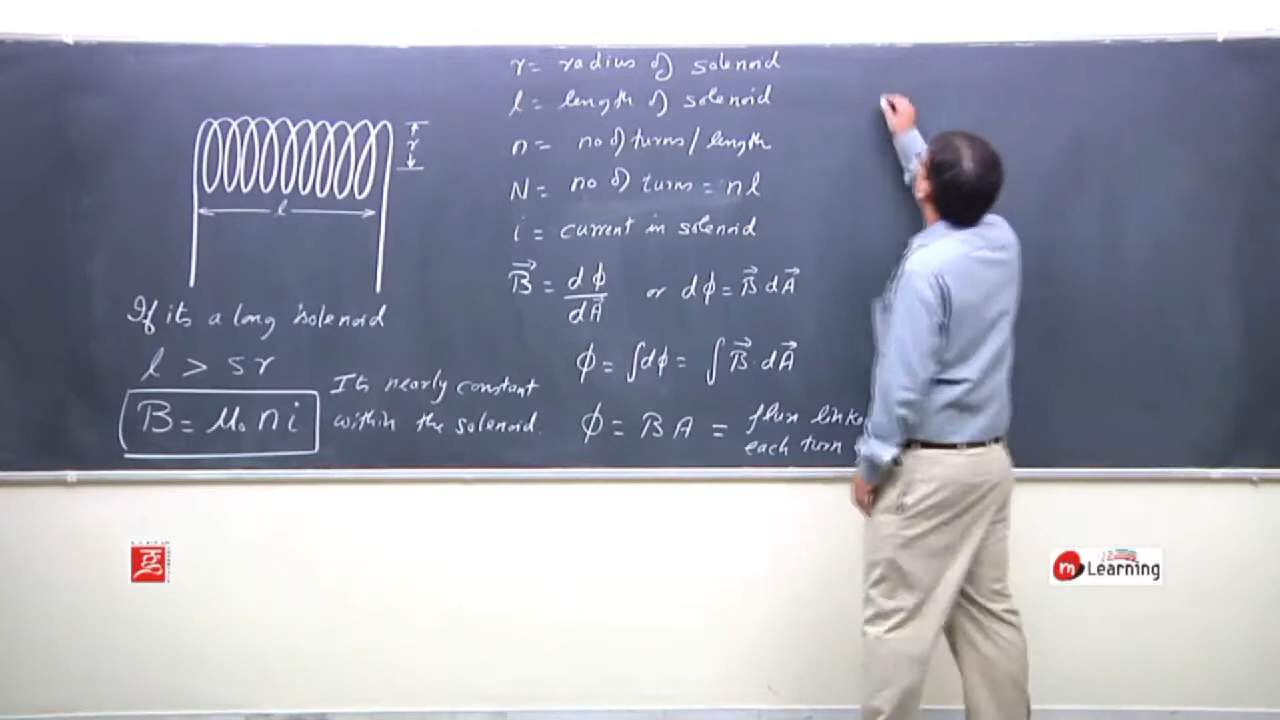 r
l
If its a long solenoid
l > 5r
B = μ₀ n i
Its nearly constant
within the solenoid.
r = radius of solenoid
l = length of solenoid
n = no of turns / length
N = no of turns = nl
i = current in solenoid
B⃗ = dϕ/dA⃗ or dϕ = B⃗ dA⃗
ϕ = ∫dϕ = ∫ B⃗ · dA⃗
ϕ = BA = flux linke
each turn
m Learning